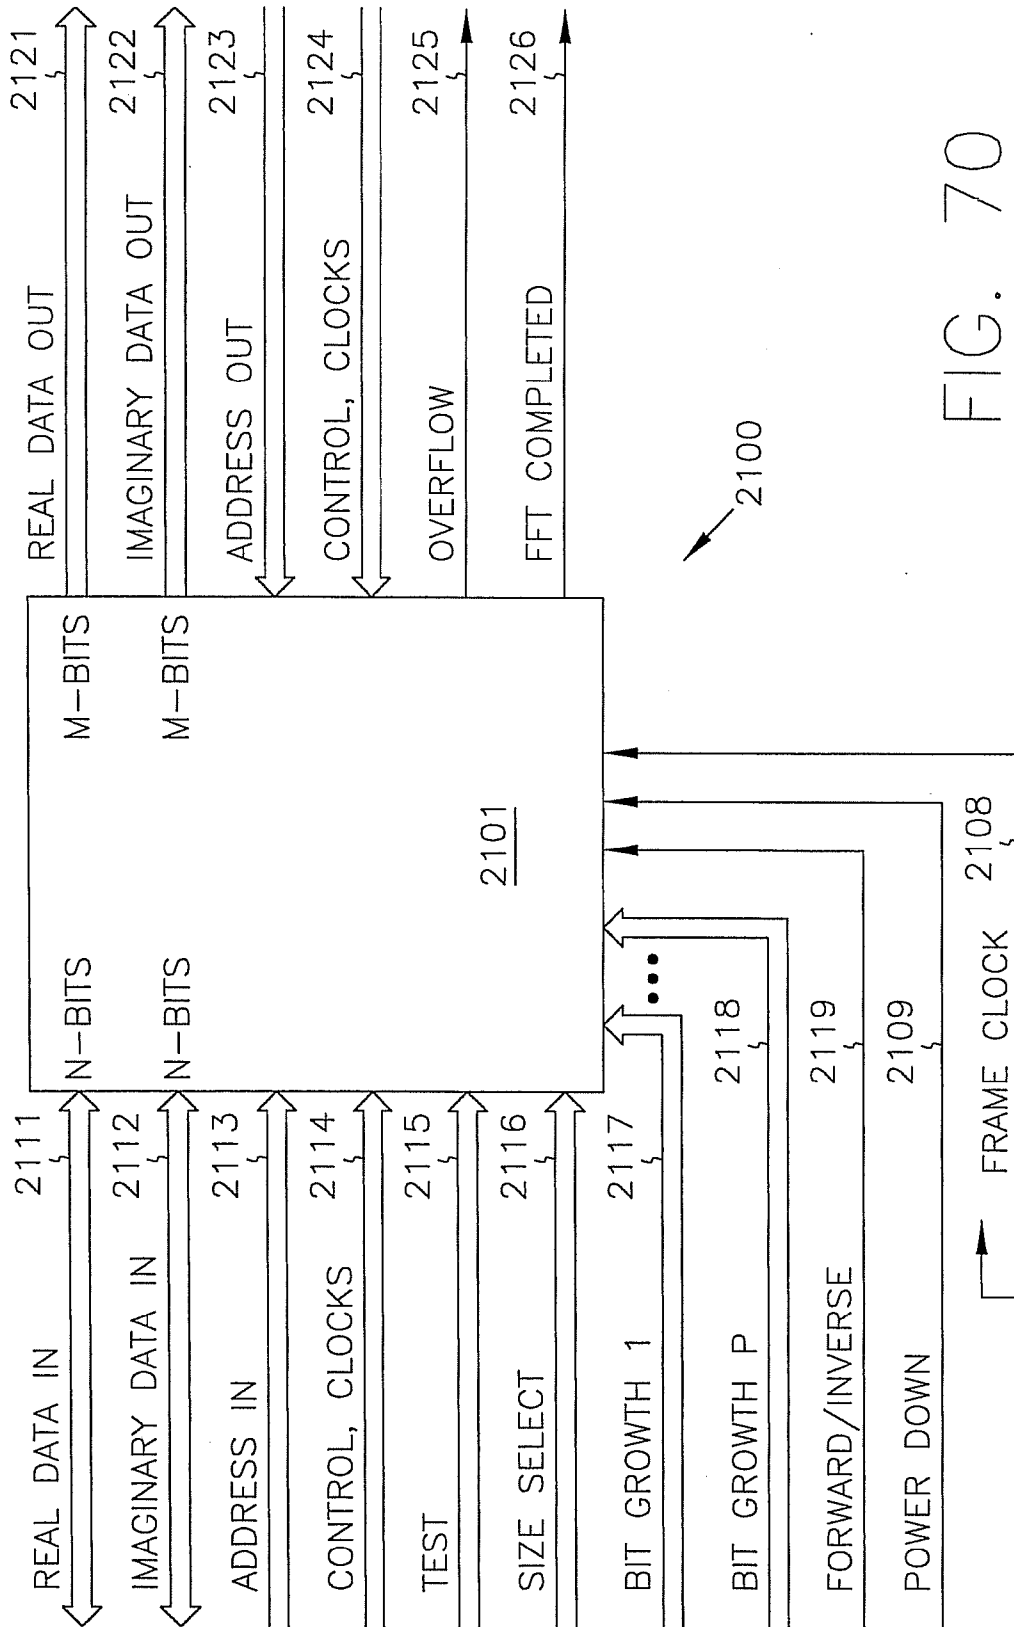 REAL DATA IN 2111
IMAGINARY DATA IN 2112
ADDRESS IN 2113
CONTROL, CLOCKS 2114
TEST 2115
SIZE SELECT 2116
BIT GROWTH 1 2117
BIT GROWTH P 2118
FORWARD/INVERSE 2119
POWER DOWN 2109
FRAME CLOCK 2108
N-BITS M-BITS
N-BITS M-BITS
2101
REAL DATA OUT 2121
IMAGINARY DATA OUT 2122
ADDRESS OUT 2123
CONTROL, CLOCKS 2124
OVERFLOW 2125
FFT COMPLETED 2126
2100
FIG. 70